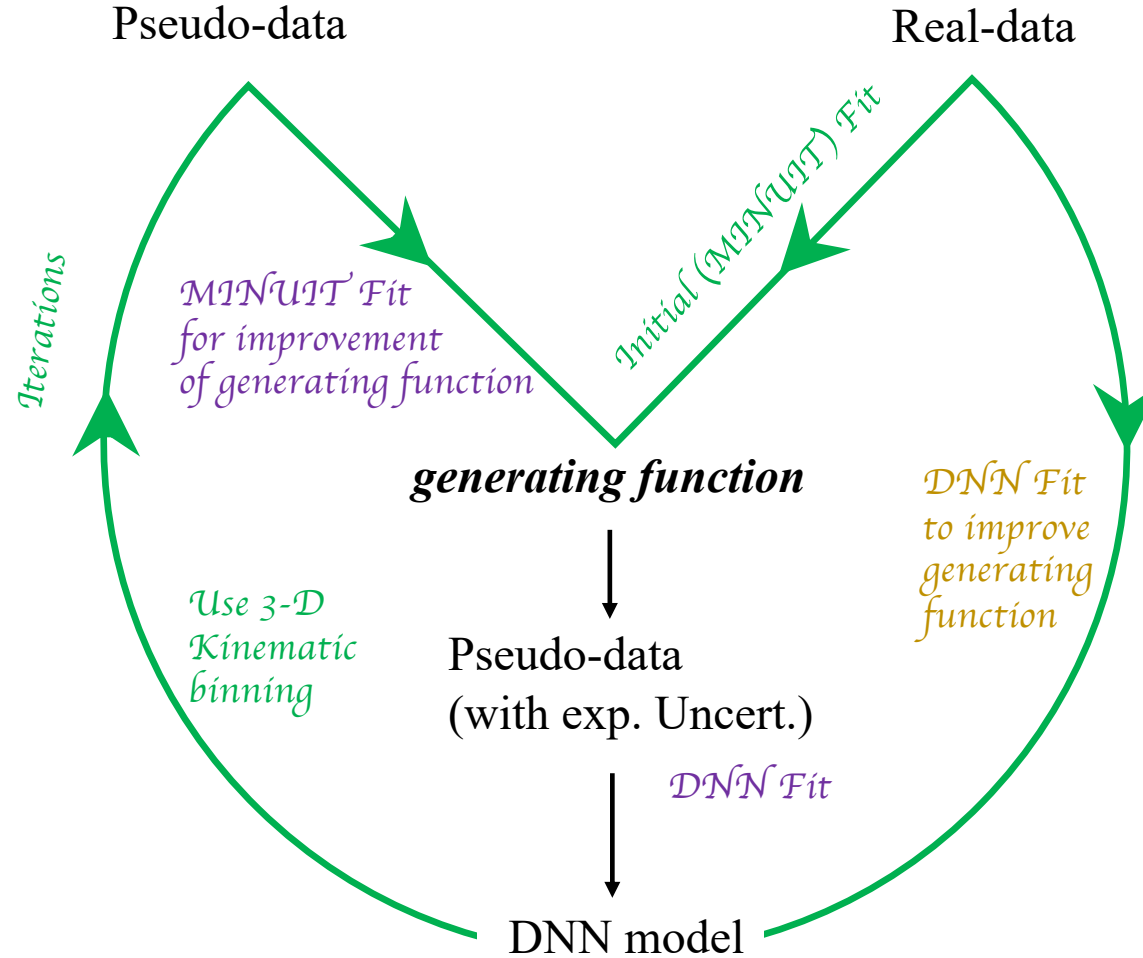 Pseudo-data
Real-data
Initial (MINUIT) Fit
Iterations
MINUIT Fit
for improvement
of generating function
generating function
DNN Fit
to improve
generating
function
Use 3-D
Kinematic
binning
Pseudo-data
(with exp. Uncert.)
DNN Fit
DNN model